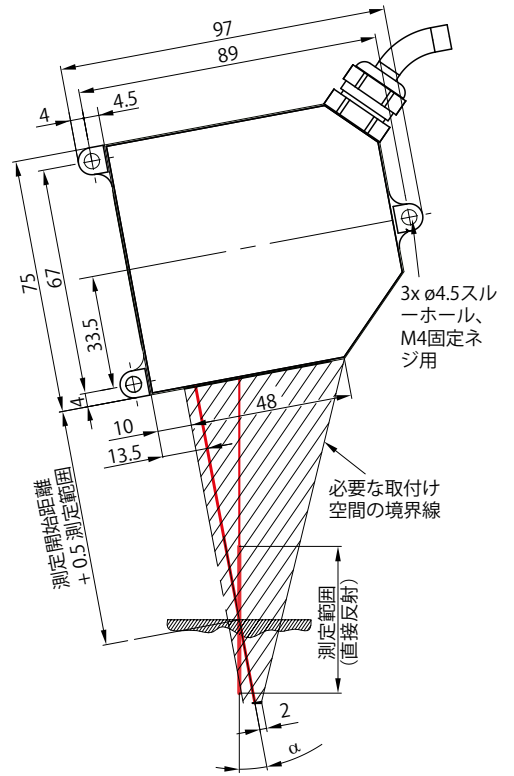 97
89
4
4.5
75
67
33.5
4
3x ø4.5スル
ーホール、
M4固定ネ
ジ用
10
48
13.5
必要な取付け
空間の境界線
測定開始距離
+ 0.5 測定範囲
測定範囲
(直接反射)
2
α